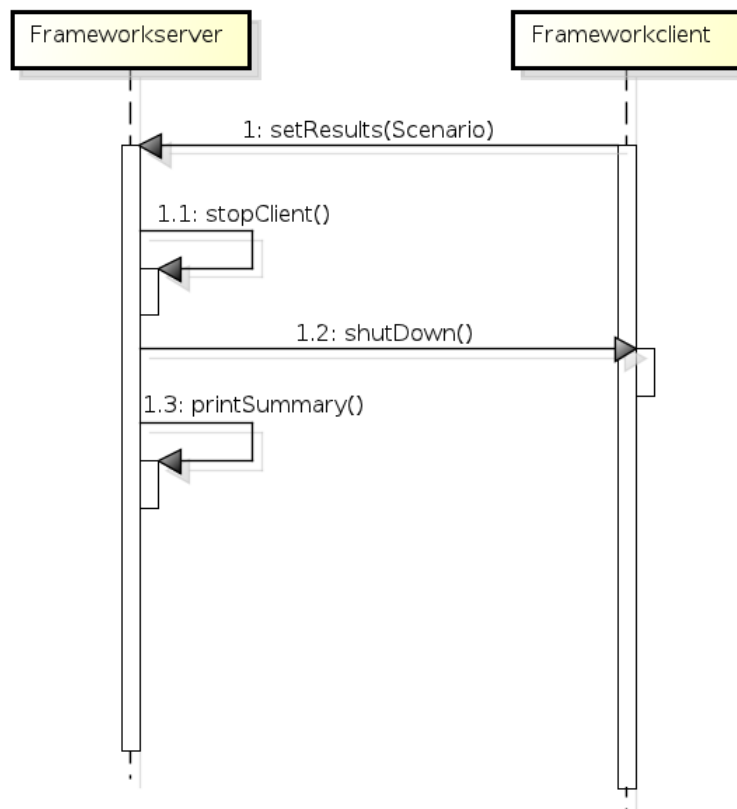 Frameworkserver
Frameworkclient
1: setResults(Scenario)
1.1: stopClient()
1.2: shutDown()
1.3: printSummary()